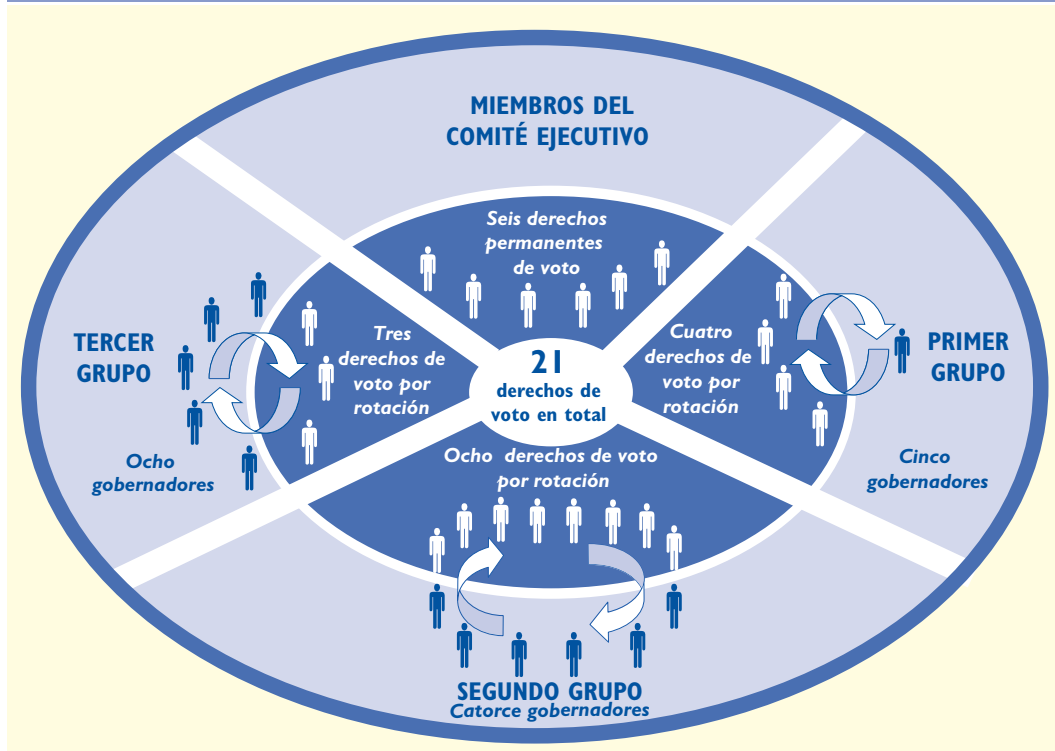 MIEMBROS DEL
COMITÉ EJECUTIVO
Seis derechos
permanentes
de voto
TERCER
GRUPO
Tres
derechos de
voto por
rotación
Ocho
gobernadores
21
derechos de
voto en total
Cuatro
derechos de
voto por
rotación
PRIMER
GRUPO
Cinco
gobernadores
Ocho derechos de voto
por rotación
SEGUNDO GRUPO
Catorce gobernadores